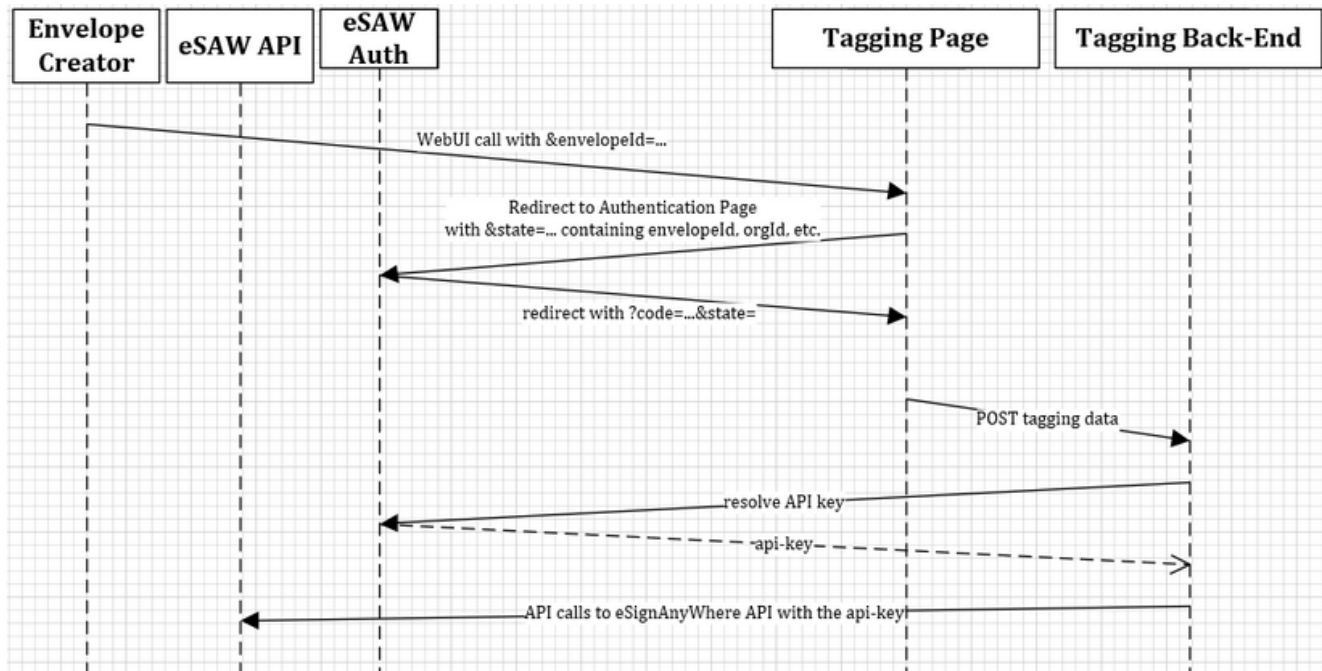 Envelope
Creator
eSAW API
eSAW
Auth
Tagging Page
Tagging Back-End
WebUI call with &envelopeId=...
Redirect to Authentication Page
with &state=... containing envelopeId, orgId, etc.
redirect with ?code=...&state=
POST tagging data
resolve API key
api-key
API calls to eSignAnyWhere API with the api-key